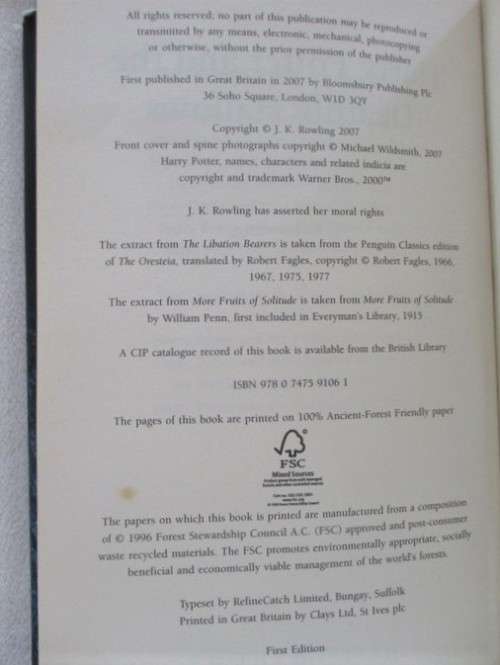 All rights reserved; no part of this publication may be reproduced or
transmitted by any means, electronic, mechanical, photocopying
or otherwise, without the prior permission of the publisher
First published in Great Britain in 2007 by Bloomsbury Publishing Plc
36 Soho Square, London, W1D 3QY
Copyright © J. K. Rowling 2007
Front cover and spine photographs copyright © Michael Wildsmith, 2007
Harry Potter, names, characters and related indicia are
copyright and trademark Warner Bros., 2000™
J. K. Rowling has asserted her moral rights
The extract from The Libation Bearers is taken from the Penguin Classics edition
of The Oresteia, translated by Robert Fagles, copyright © Robert Fagles, 1966,
1967, 1975, 1977
The extract from More Fruits of Solitude is taken from More Fruits of Solitude
by William Penn, first included in Everyman's Library, 1915
A CIP catalogue record of this book is available from the British Library
ISBN 978 0 7475 9106 1
The pages of this book are printed on 100% Ancient-Forest Friendly paper
FSC
Mixed Sources
The papers on which this book is printed are manufactured from a composition
of © 1996 Forest Stewardship Council A.C. (FSC) approved and post-consumer
waste recycled materials. The FSC promotes environmentally appropriate, socially
beneficial and economically viable management of the world's forests.
Typeset by RefineCatch Limited, Bungay, Suffolk
Printed in Great Britain by Clays Ltd, St Ives plc
First Edition